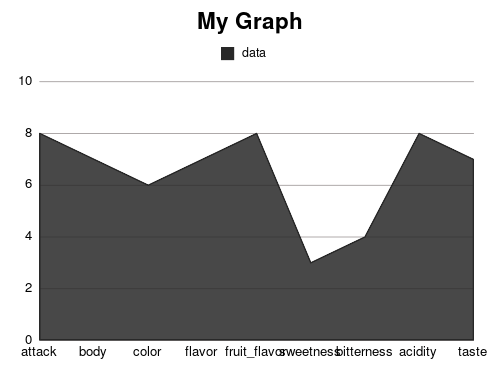 My Graph
data
10
8
6
4
2
0
attack body color flavor fruit_flavor sweetness bitterness acidity taste